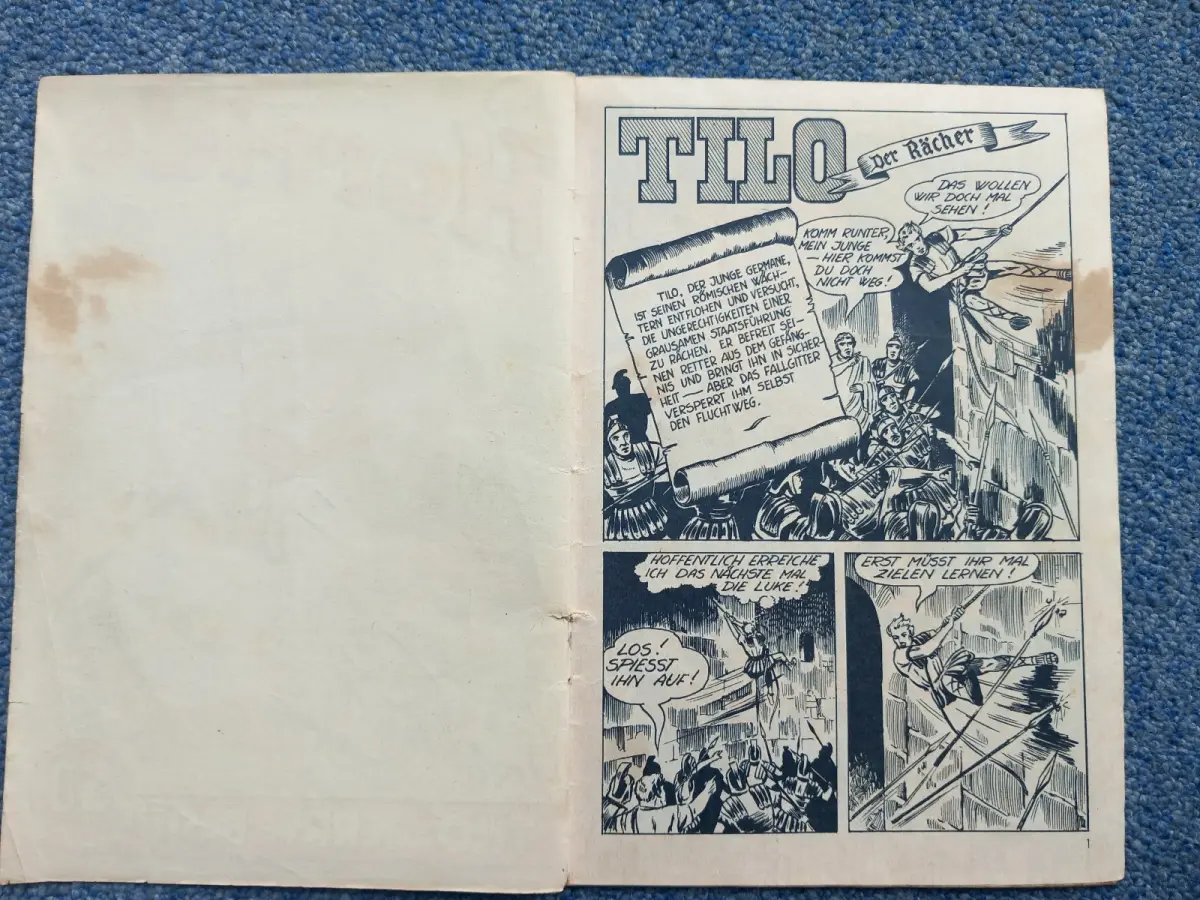 TILO
Der Rächer
DAS WOLLEN
WIR DOCH MAL
SEHEN!
KOMM RUNTER,
MEIN JUNGE
— HIER KOMMST
DU DOCH
NICHT WEG!
TILO, DER JUNGE GERMANE,
IST SEINEN RÖMISCHEN WÄCH-
TERN ENTFLOHEN UND VERSUCHT,
DIE UNGERECHTIGKEITEN EINER
GRAUSAMEN STAATSFÜHRUNG
ZU RÄCHEN. ER BEFREIT SEI-
NEN RETTER AUS DEM GEFÄNG-
NIS UND BRINGT IHN IN SICHER-
HEIT — ABER DAS FALLGITTER
VERSPERRT IHM SELBST
DEN FLUCHTWEG.
HOFFENTLICH ERREICHE
ICH DAS NÄCHSTE MAL
DIE LUKE!
LOS!
SPIESST
IHN AUF!
ERST MÜSST IHR MAL
ZIELEN LERNEN!
1